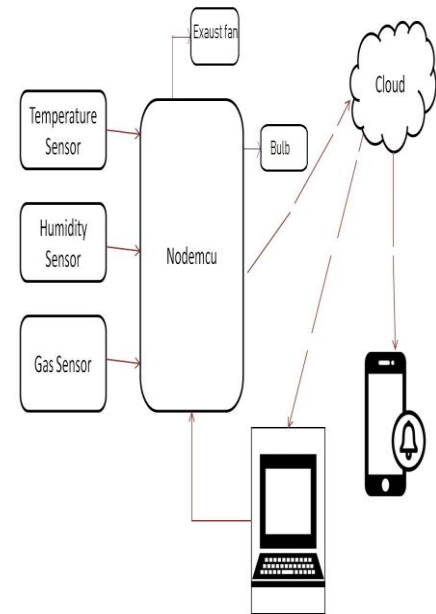 Exaust fan
Cloud
Temperature
Sensor
Bulb
Humidity
Sensor
Nodemcu
Gas Sensor